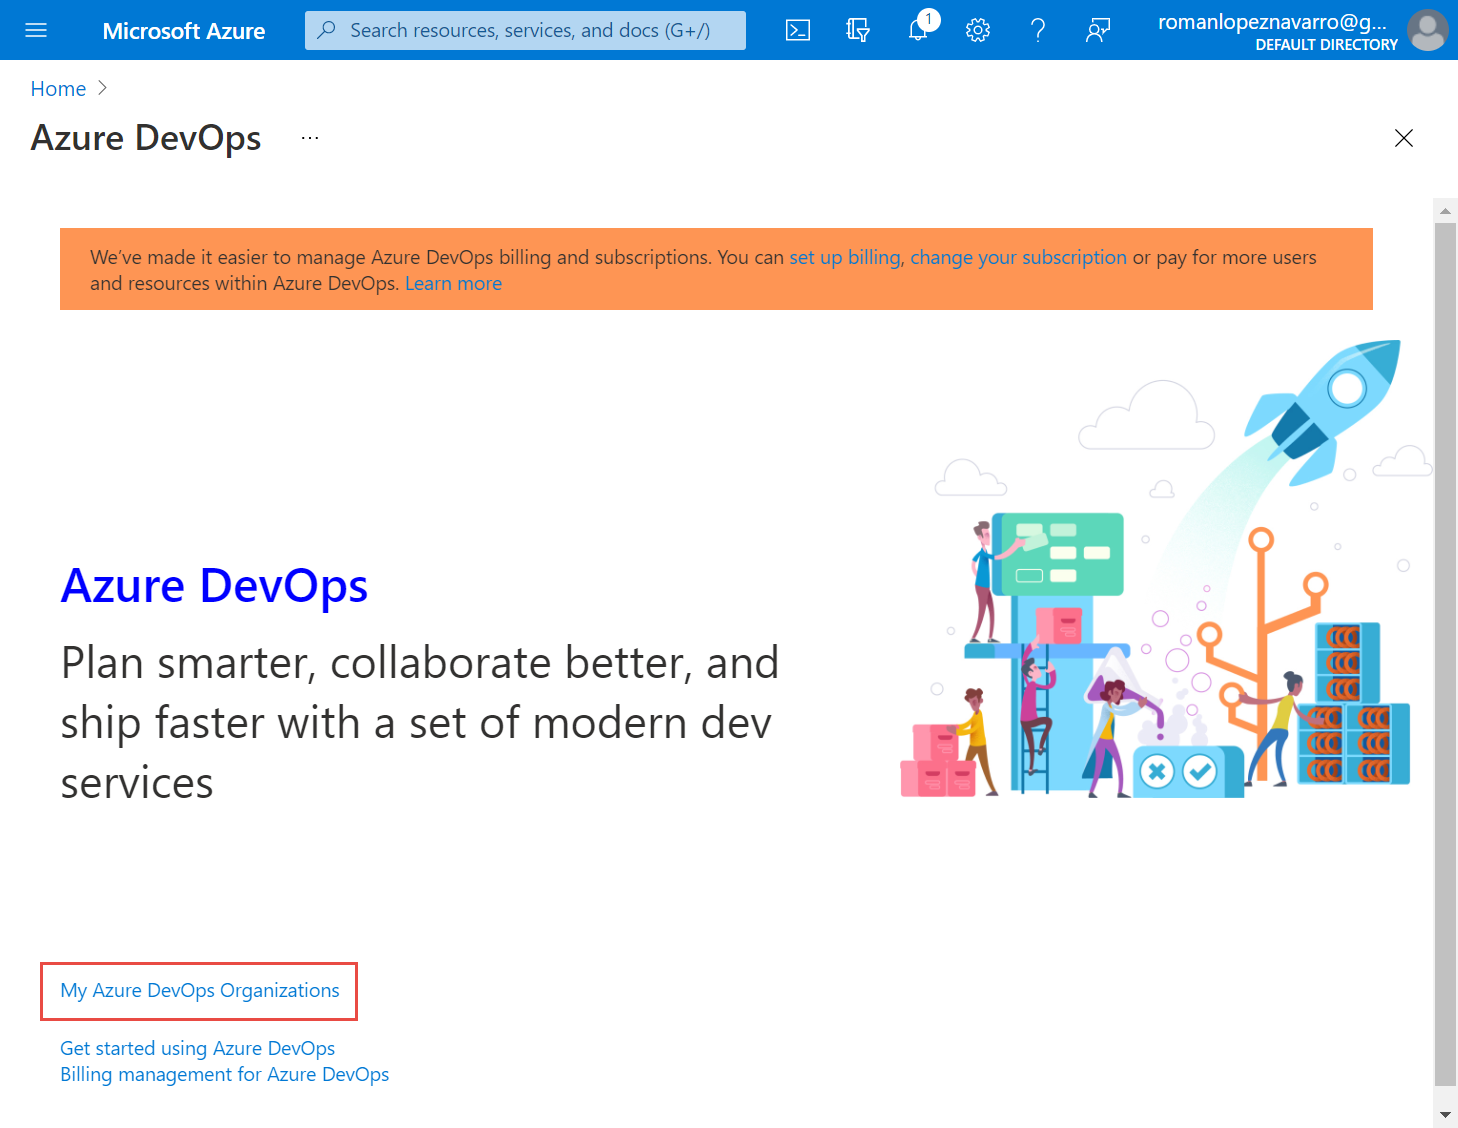 Microsoft Azure
Search resources, services, and docs (G+/)
1
romanlopeznavarro@g...
DEFAULT DIRECTORY
Home
Azure DevOps
We've made it easier to manage Azure DevOps billing and subscriptions. You can set up billing, change your subscription or pay for more users
and resources within Azure DevOps. Learn more
Azure DevOps
Plan smarter, collaborate better, and
ship faster with a set of modern dev
services
My Azure DevOps Organizations
Get started using Azure DevOps
Billing management for Azure DevOps